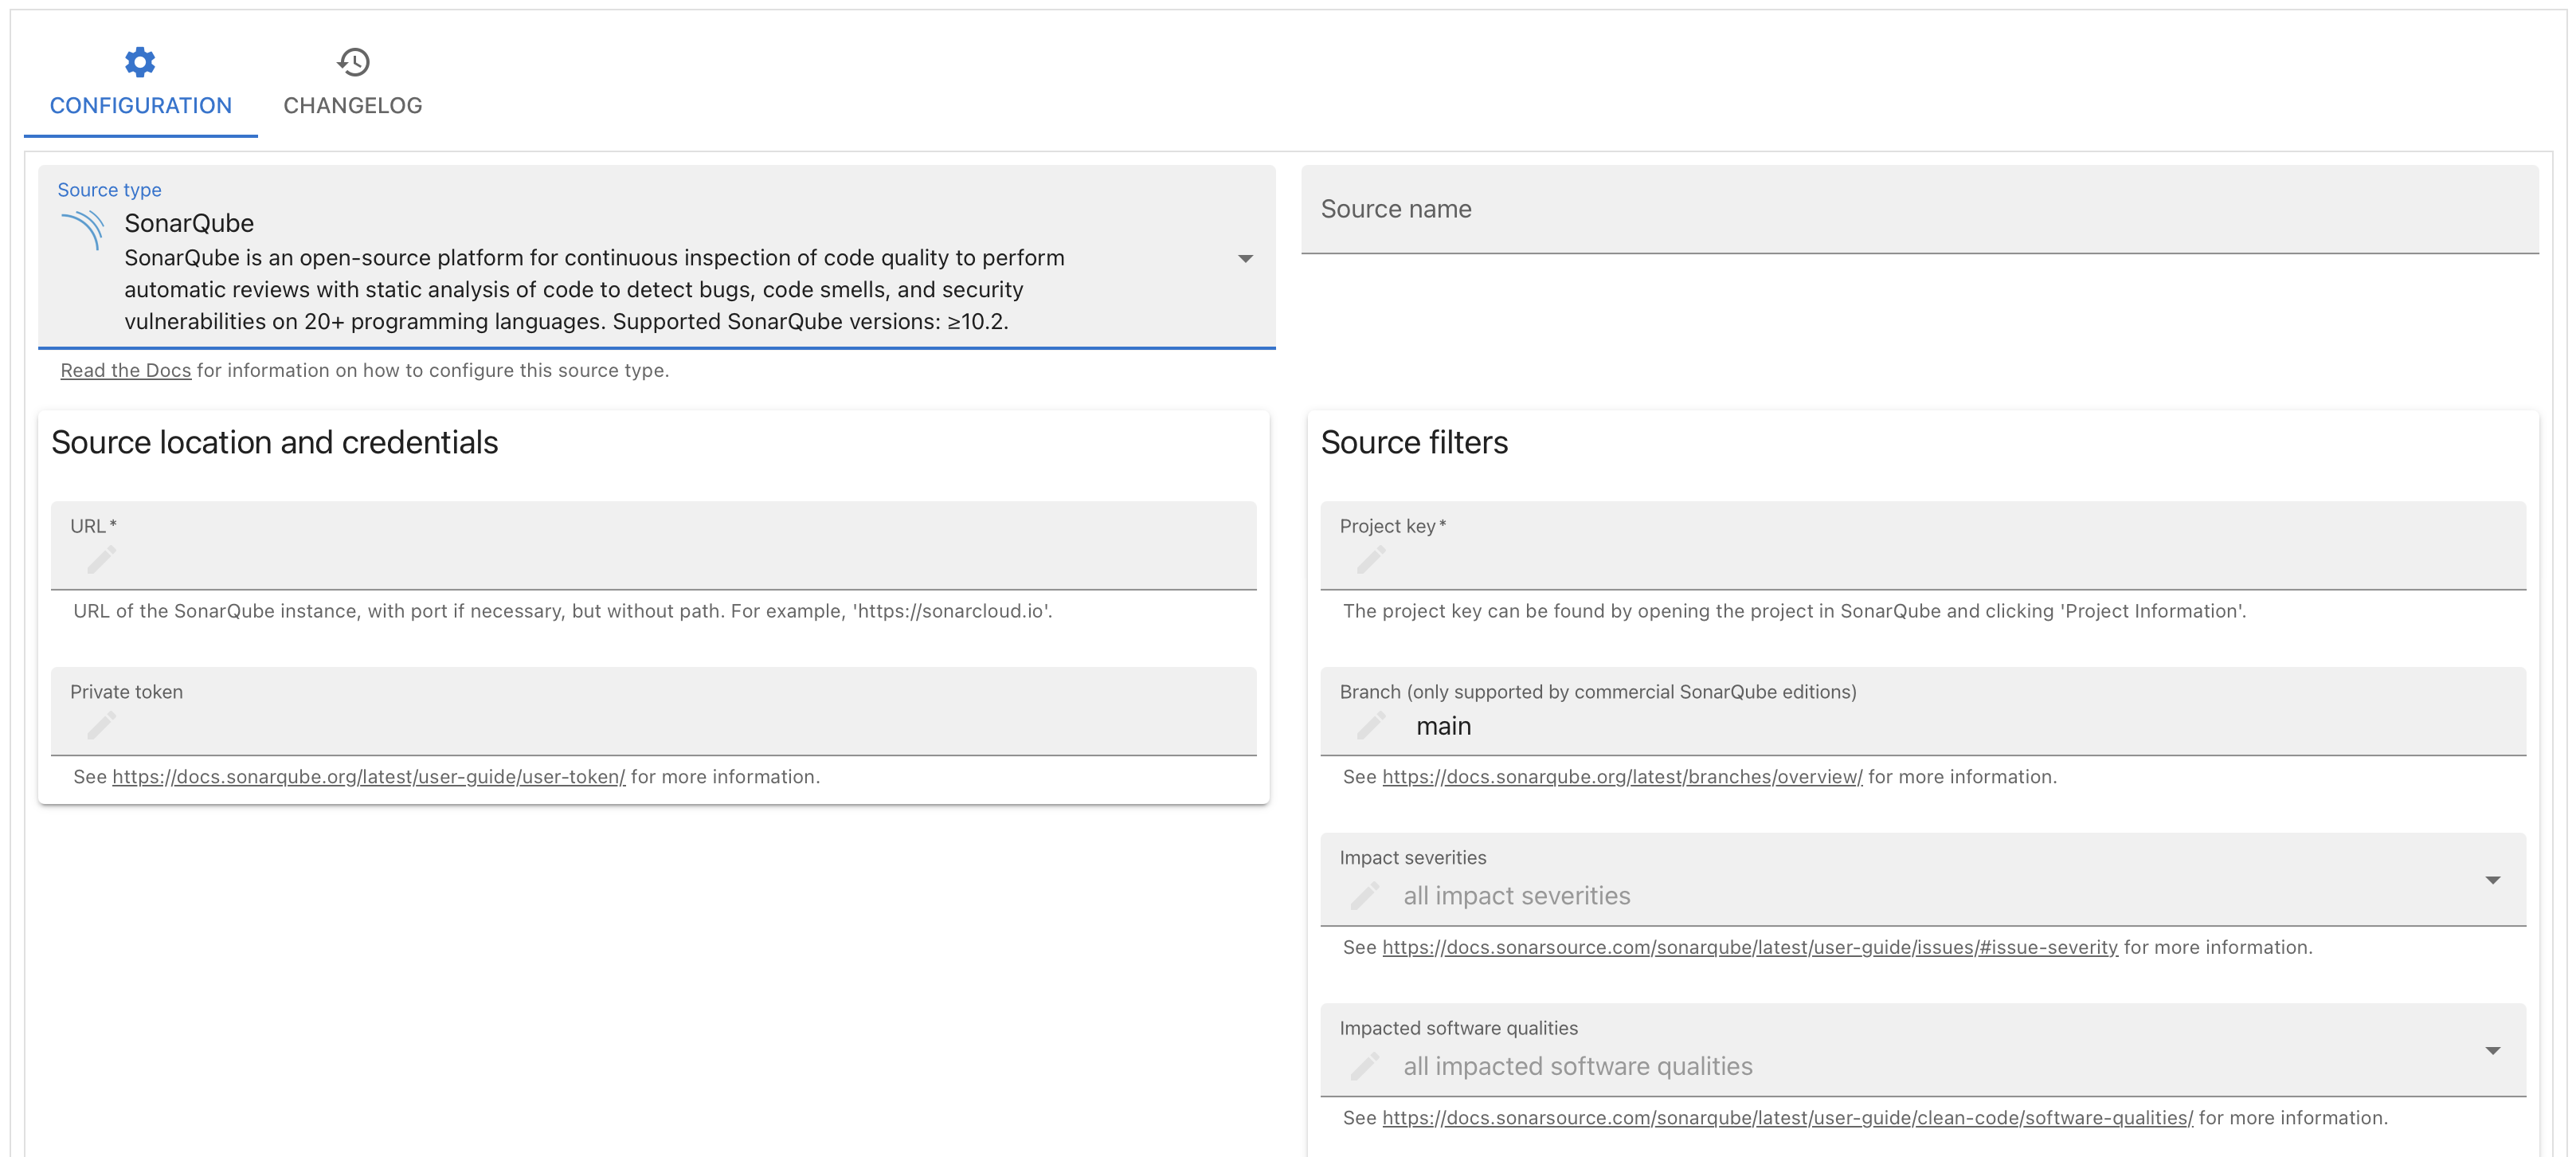 CONFIGURATION
CHANGELOG
Source type
SonarQube
SonarQube is an open-source platform for continuous inspection of code quality to perform
automatic reviews with static analysis of code to detect bugs, code smells, and security
vulnerabilities on 20+ programming languages. Supported SonarQube versions: ≥10.2.
Read the Docs for information on how to configure this source type.
Source name
Source location and credentials
URL*
URL of the SonarQube instance, with port if necessary, but without path. For example, 'https://sonarcloud.io'.
Private token
See https://docs.sonarqube.org/latest/user-guide/user-token/ for more information.
Source filters
Project key*
The project key can be found by opening the project in SonarQube and clicking 'Project Information'.
Branch (only supported by commercial SonarQube editions)
main
See https://docs.sonarqube.org/latest/branches/overview/ for more information.
Impact severities
all impact severities
See https://docs.sonarsource.com/sonarqube/latest/user-guide/issues/#issue-severity for more information.
Impacted software qualities
all impacted software qualities
See https://docs.sonarsource.com/sonarqube/latest/user-guide/clean-code/software-qualities/ for more information.